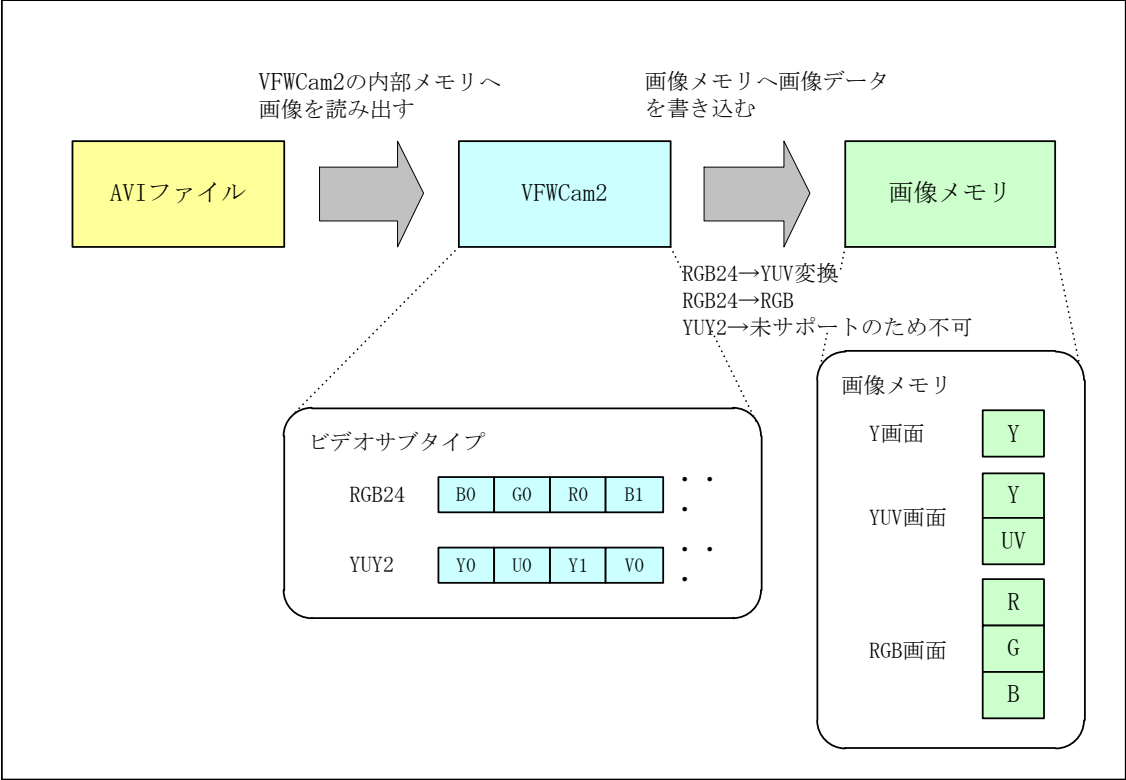 VFWCam2の内部メモリへ
画像を読み出す
画像メモリへ画像データ
を書き込む
AVIファイル
VFWCam2
画像メモリ
RGB24→YUV変換
RGB24→RGB
YUY2→未サポートのため不可
ビデオサブタイプ
RGB24 B0 G0 R0 B1 ・・・
YUY2 Y0 U0 Y1 V0 ・・・
画像メモリ
Y画面 Y
YUV画面
Y
UV
RGB画面
R
G
B